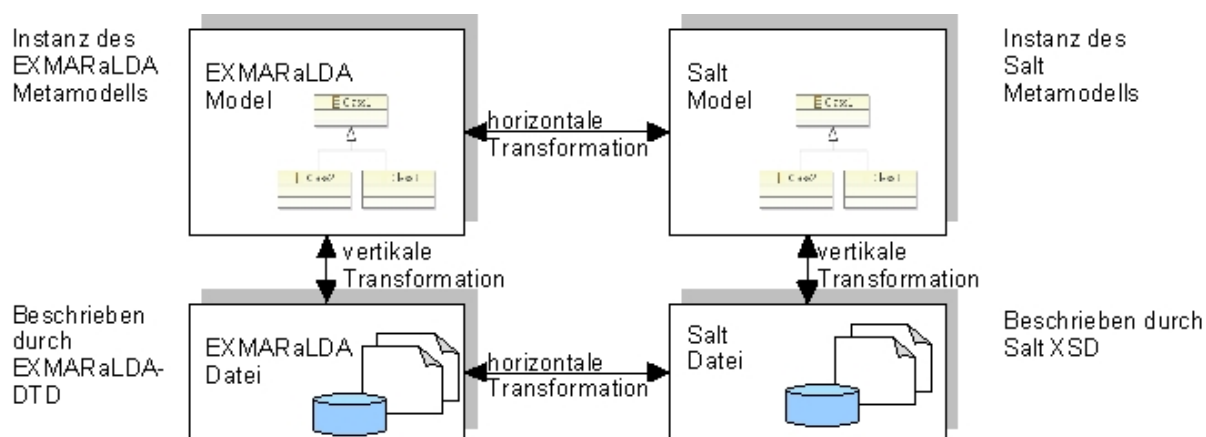 Instanz des
EXMARaLDA
Metamodells
EXMARaLDA
Model
horizontale
Transformation
Salt
Model
Instanz des
Salt
Metamodells
vertikale
Transformation
vertikale
Transformation
Beschrieben
durch
EXMARaLDA-
DTD
EXMARaLDA
Datei
horizontale
Transformation
Salt
Datei
Beschrieben durch
Salt XSD